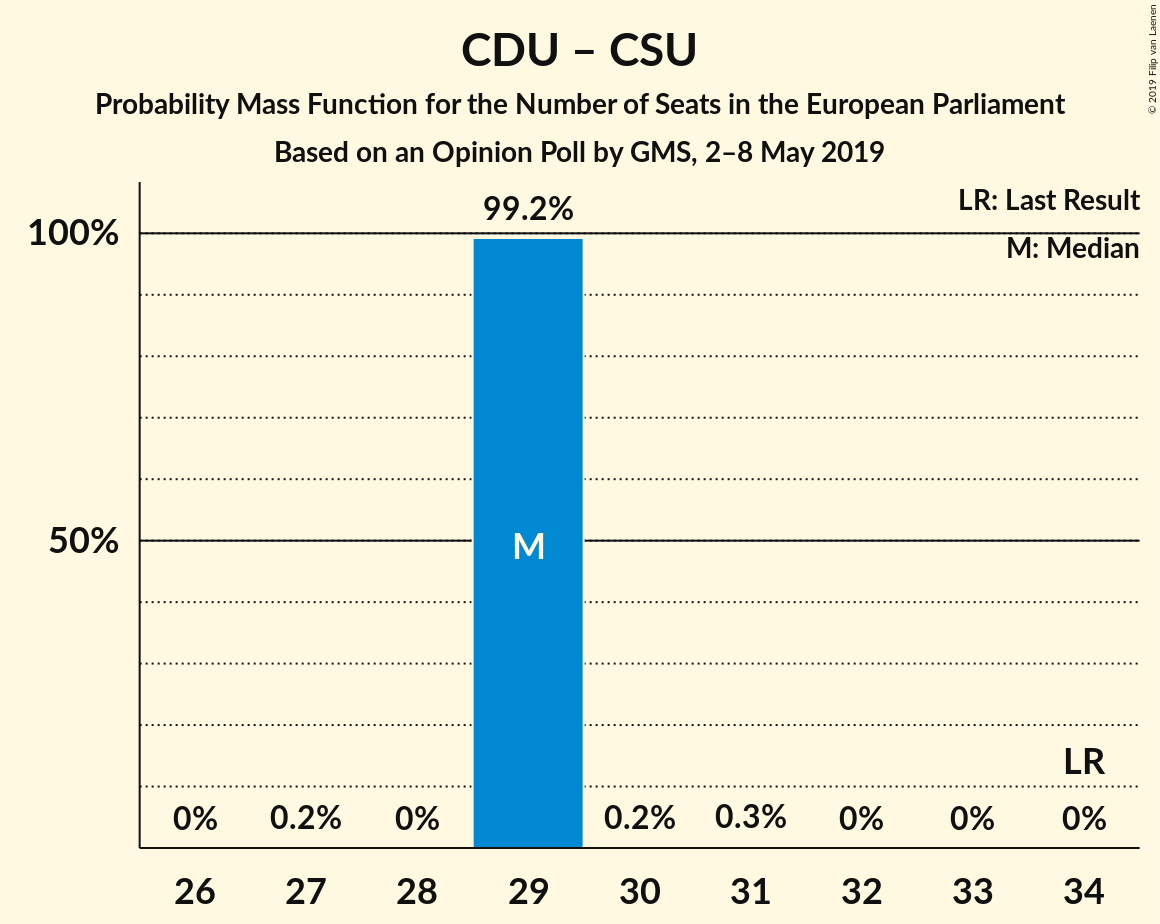 CDU – CSU
Probability Mass Function for the Number of Seats in the European Parliament
Based on an Opinion Poll by GMS, 2–8 May 2019
© 2019 Filip van Laenen
LR: Last Result
M: Median
99.2%
100%
50%
M
LR
0% 0.2% 0% 0.2% 0.3% 0% 0% 0%
26 27 28 29 30 31 32 33 34